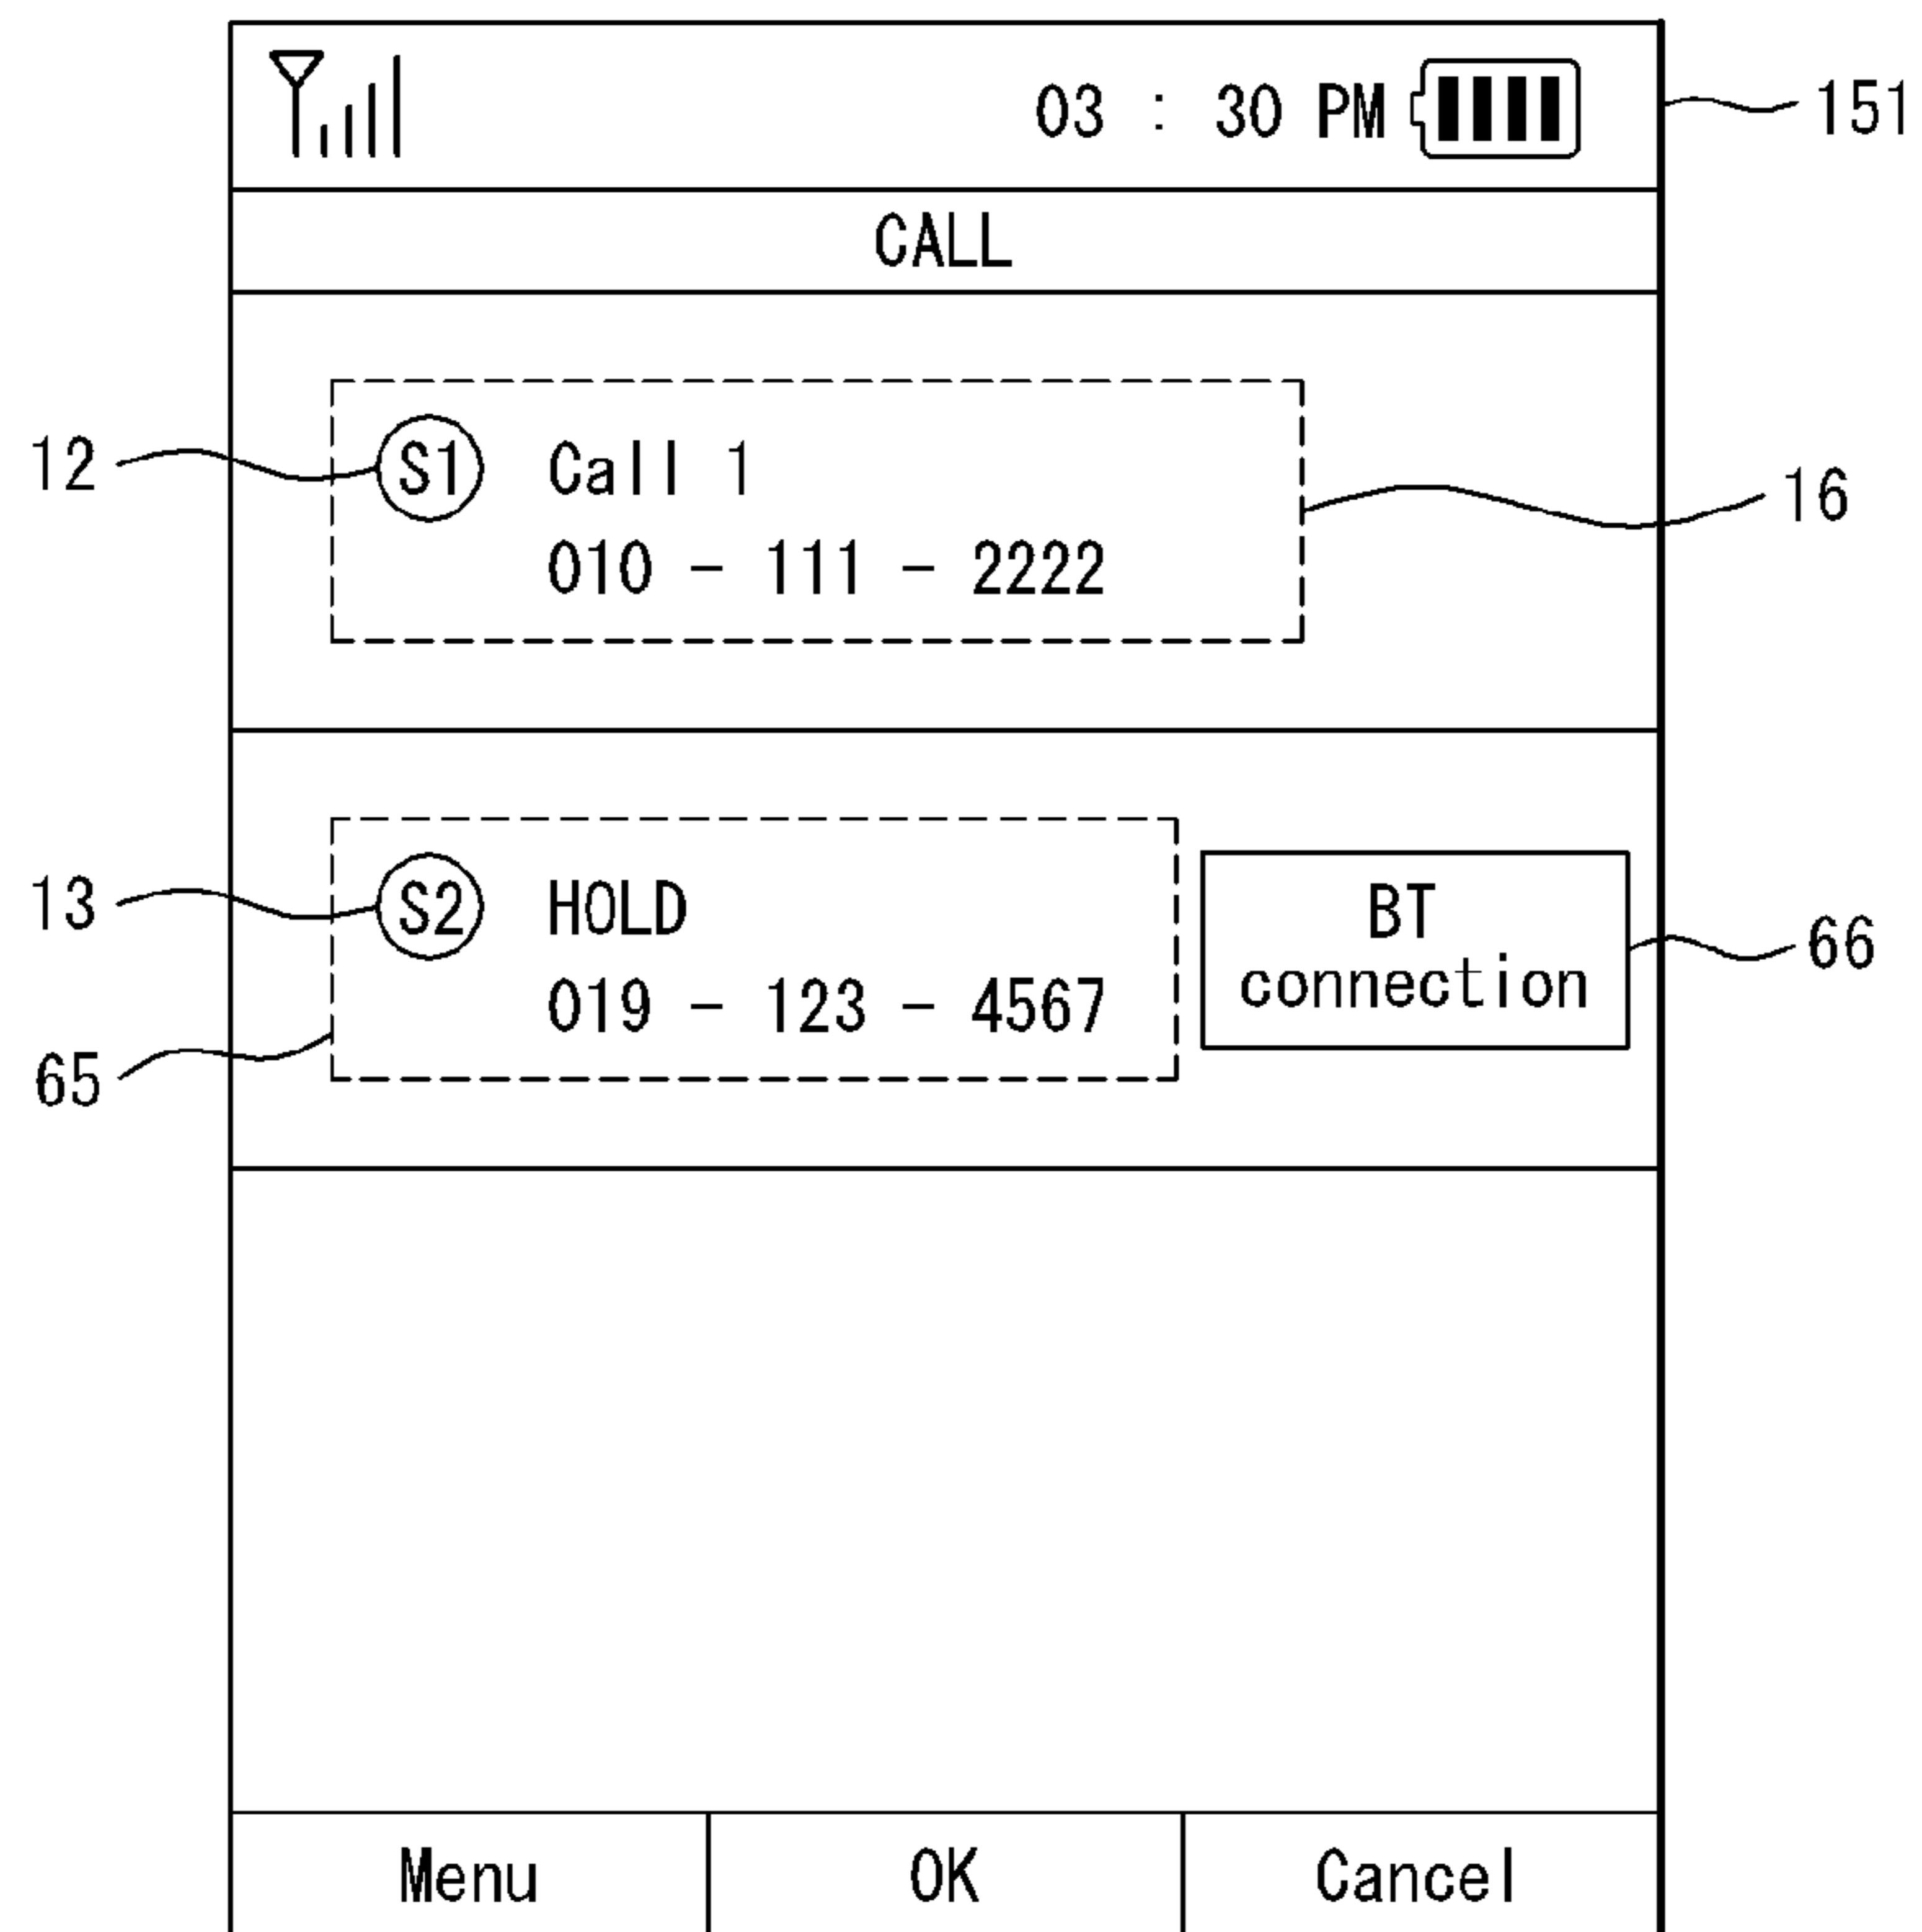 03 : 30 PM
151
CALL
12
S1 Call 1
16
010 - 111 - 2222
13
S2 HOLD
BT
connection
66
019 - 123 - 4567
65
Menu OK Cancel